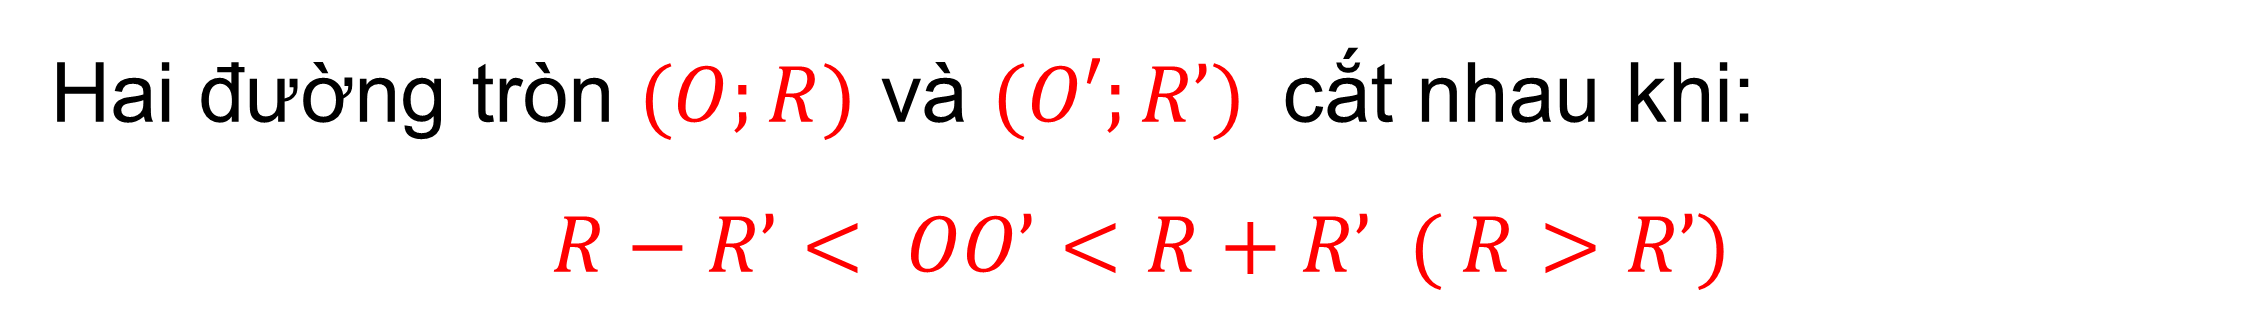 Hai đường tròn (O; R) và (O′; R’) cắt nhau khi:
R − R’ < OO’ < R + R’ ( R > R’)